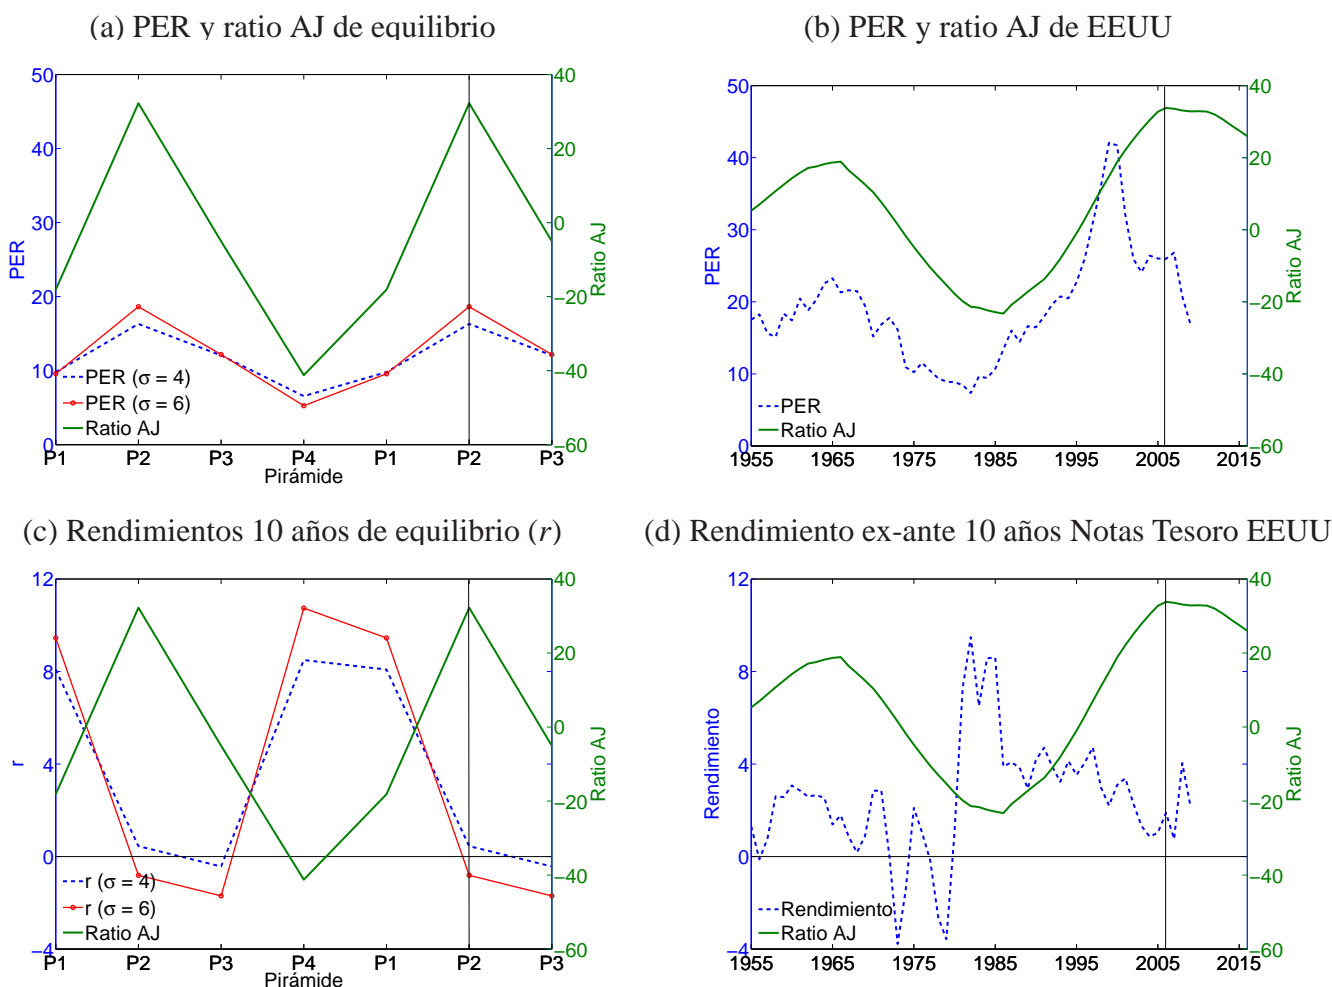 (a) PER y ratio AJ de equilibrio
50
40
30
20
10
0
PER
40
20
0
−20
−40
−60
Ratio AJ
PER (σ = 4)
PER (σ = 6)
Ratio AJ
P1 P2 P3 P4 P1 P2 P3
Pirámide
(b) PER y ratio AJ de EEUU
50
40
30
20
10
0
PER
40
20
0
−20
−40
−60
Ratio AJ
PER
Ratio AJ
1955 1965 1975 1985 1995 2005 2015
(c) Rendimientos 10 años de equilibrio (r)
12
8
4
0
−4
r
40
20
0
−20
−40
−60
Ratio AJ
r (σ = 4)
r (σ = 6)
Ratio AJ
P1 P2 P3 P4 P1 P2 P3
Pirámide
(d) Rendimiento ex-ante 10 años Notas Tesoro EEUU
12
8
4
0
−4
Rendimiento
40
20
0
−20
−40
−60
Ratio AJ
Rendimiento
Ratio AJ
1955 1965 1975 1985 1995 2005 2015